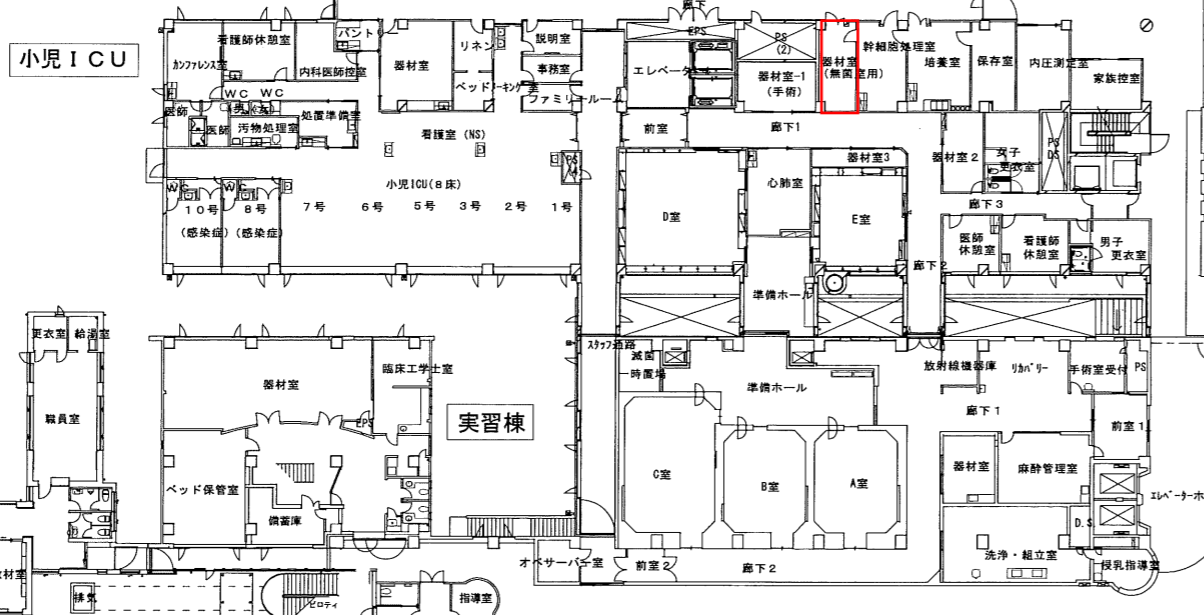 廊下
小児ICU
看護師休憩室
パントリ
リネン
説明室
EPS
PS
(2)
器材室
幹細胞処理室
カンファレンス室
内科医師控室
器材室
事務室
エレベーター
培養室
保存室
内圧測定室
家族控室
ベッドパーキング室
ファミリールーム
器材室-1
(手術)
(無菌室用)
WC WC
医師
医師
処置準備室
汚物処理室
看護室 (NS)
前室
廊下1
PS
DS
女子
更衣室
器材室2
器材室3
心肺室
小児ICU(8床)
WC
WC
10号
8号
7号
6号
5号
3号
2号
1号
(感染症)
(感染症)
D室
E室
廊下3
医師
休憩室
看護師
休憩室
男子
更衣室
廊下2
準備ホール
更衣室
給湯室
スタッフ通路
滅菌
一時置場
準備ホール
放射線機器庫
リカバリー
手術室受付
PS
器材室
臨床工学士室
EPS
実習棟
職員室
廊下1
前室1
C室
B室
A室
器材室
麻酔管理室
ベッド保管室
備蓄庫
エレベーターホ
D.S
洗浄・組立室
オペサーバチ室
前室2
廊下2
授乳指導室
材室
排気
ピロティ
指導室